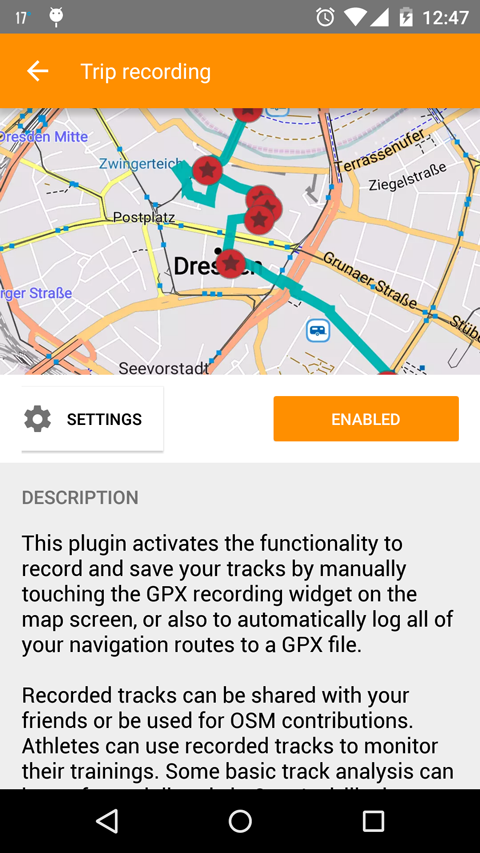 17°
12:47
Trip recording
Dresden Mitte
Zwingerteich
Terrassenufer
Ziegelstraße
Postplatz
Dresden
Grunaer Straße
rger Straße
Stüb
Seevorstadt
SETTINGS
ENABLED
DESCRIPTION
This plugin activates the functionality to
record and save your tracks by manually
touching the GPX recording widget on the
map screen, or also to automatically log all of
your navigation routes to a GPX file.
Recorded tracks can be shared with your
friends or be used for OSM contributions.
Athletes can use recorded tracks to monitor
their trainings. Some basic track analysis can